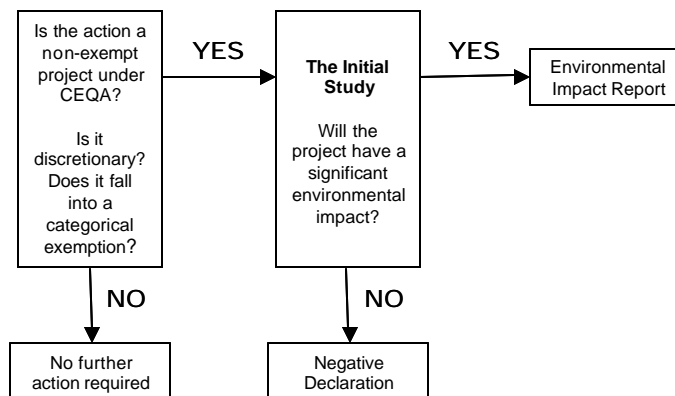 Is the action a
non-exempt
project under
CEQA?
Is it
discretionary?
Does it fall
into a
categorical
exemption?
YES
The Initial
Study
Will the
project have a
significant
environmental
impact?
YES
Environmental
Impact Report
NO
No further
action required
NO
Negative
Declaration